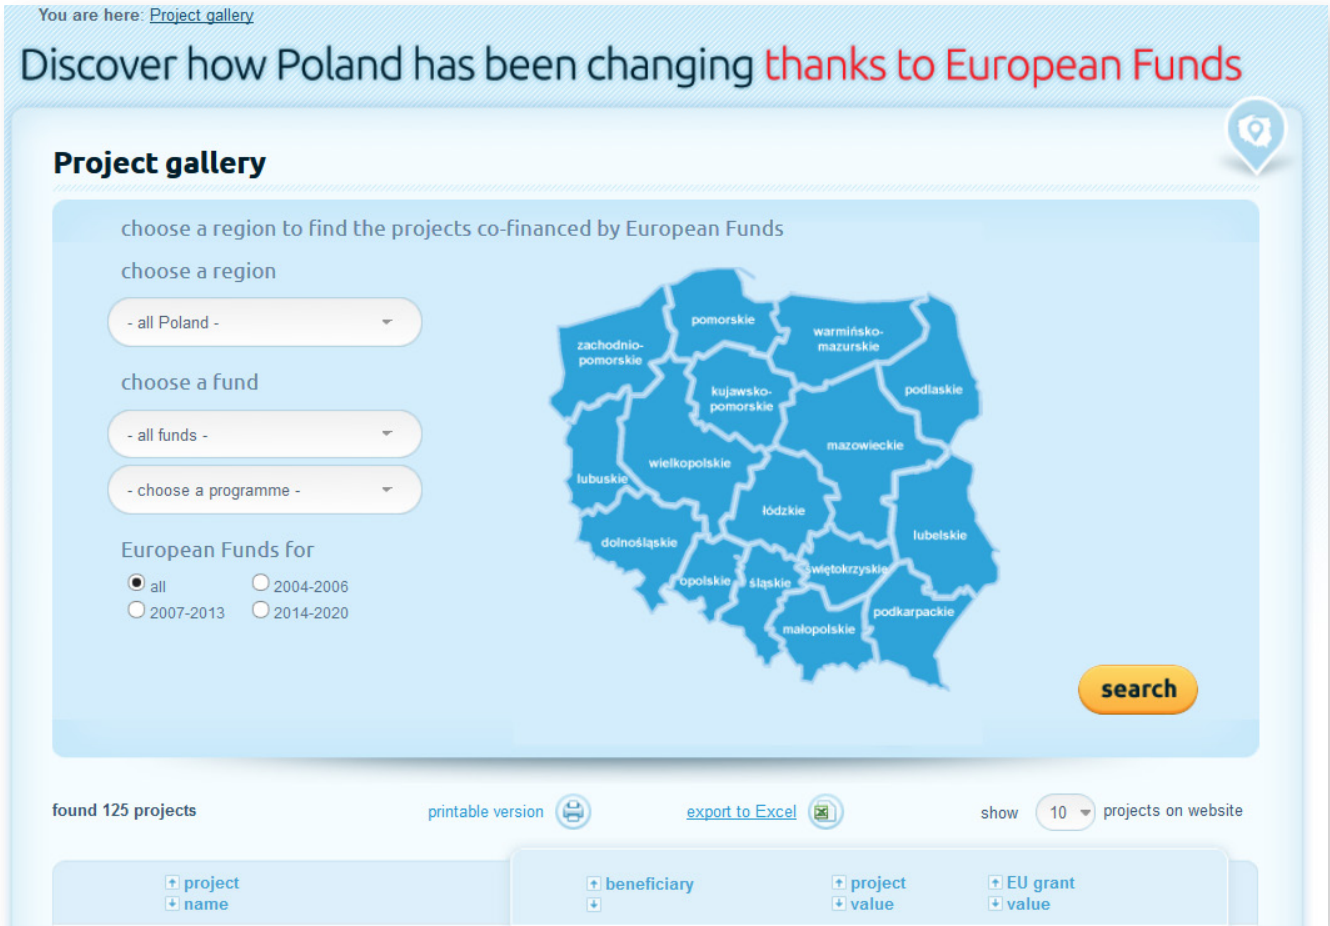 You are here: Project gallery
Discover how Poland has been changing thanks to European Funds
Project gallery
choose a region to find the projects co-financed by European Funds
choose a region
- all Poland -
choose a fund
- all funds -
- choose a programme -
European Funds for
all
2004-2006
2007-2013
2014-2020
pomorskie
warmińsko-
mazurskie
zachodnio-
pomorskie
kujawsko-
pomorskie
podlaskie
mazowieckie
wielkopolskie
lubuskie
łódzkie
dolnośląskie
lubelskie
opolskie
śląskie
świętokrzyskie
podkarpackie
małopolskie
search
found 125 projects
printable version
export to Excel
show 10 projects on website
project
name
beneficiary
project
value
EU grant
value